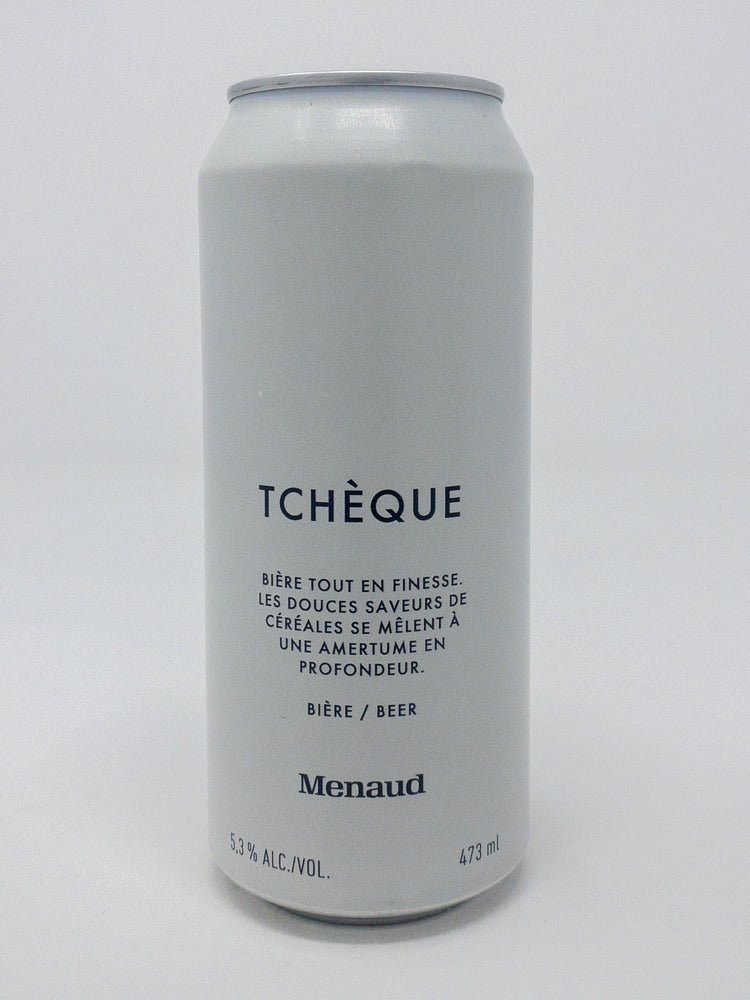 TCHÈQUE
BIÈRE TOUT EN FINESSE.
LES DOUCES SAVEURS DE
CÉRÉALES SE MÊLENT À
UNE AMERTUME EN
PROFONDEUR.
BIÈRE / BEER
Menaud
5,3 % ALC./VOL.
473 ml